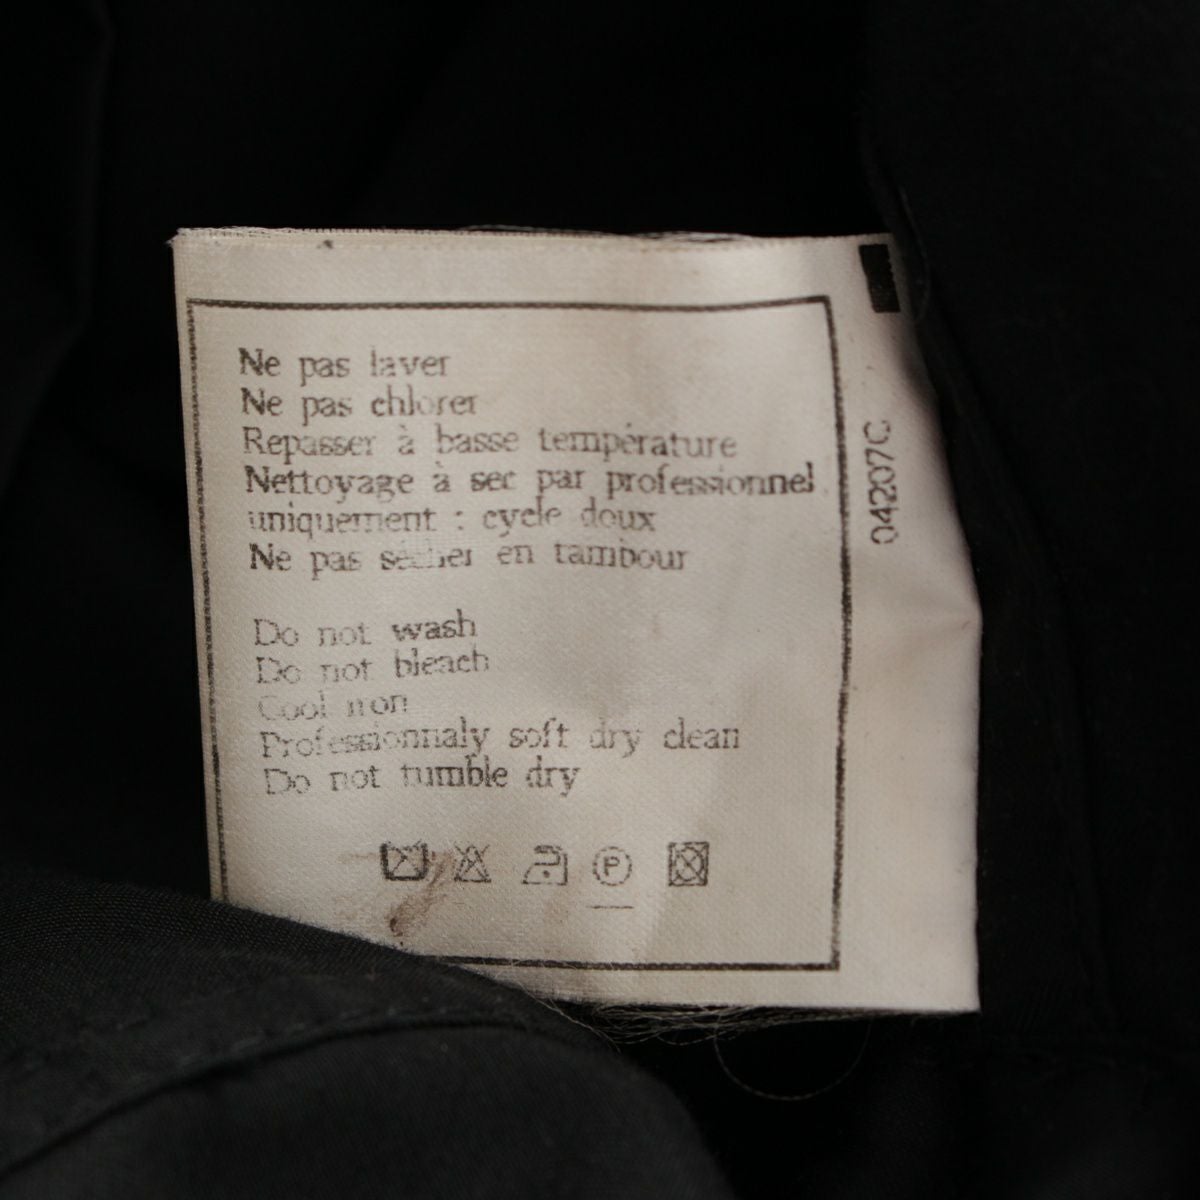 Ne pas laver
Ne pas chlorer
Repasser à basse température
Nettoyage à sec par professionnel
uniquement : cycle doux
Ne pas sécher en tambour
Do not wash
Do not bleach
Cool iron
Professionnaly soft dry clean
Do not tumble dry
P
04207C